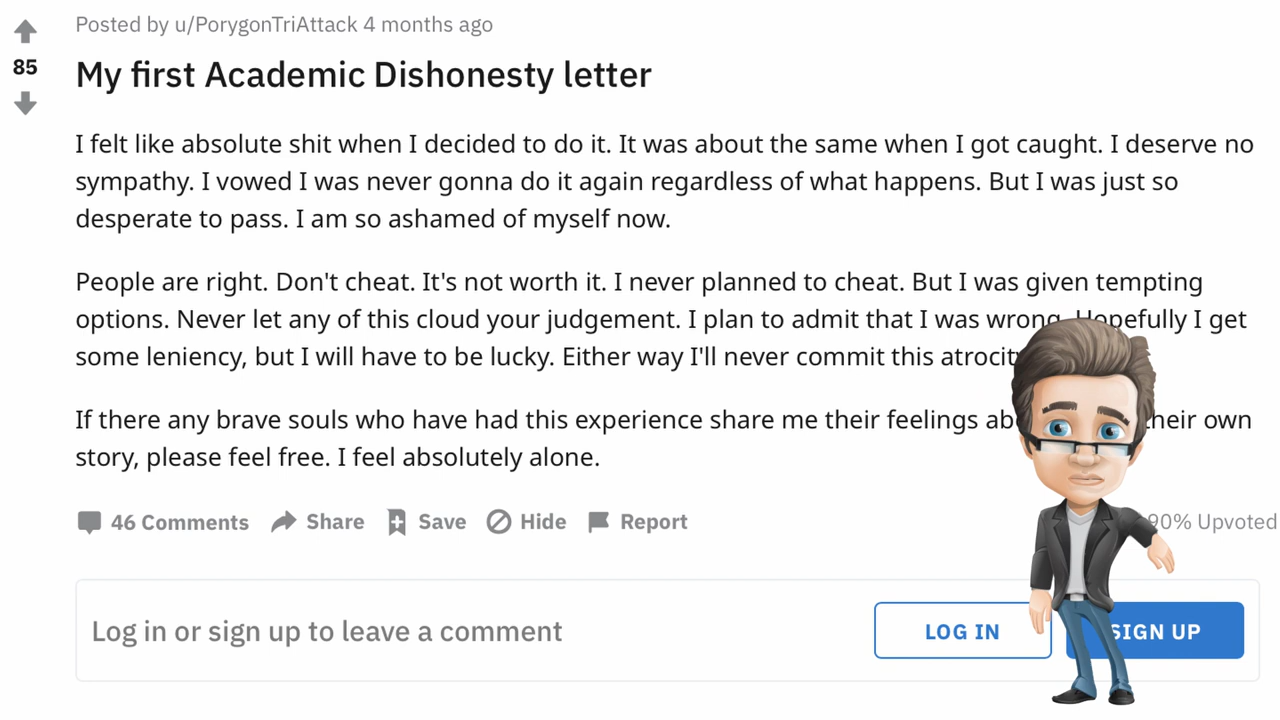 Posted by u/PorygonTriAttack 4 months ago
85
My first Academic Dishonesty letter
I felt like absolute shit when I decided to do it. It was about the same when I got caught. I deserve no
sympathy. I vowed I was never gonna do it again regardless of what happens. But I was just so
desperate to pass. I am so ashamed of myself now.
People are right. Don't cheat. It's not worth it. I never planned to cheat. But I was given tempting
options. Never let any of this cloud your judgement. I plan to admit that I was wrong. Hopefully I get
some leniency, but I will have to be lucky. Either way I'll never commit this
If there any brave souls who have had this experience share me their feelings their own
story, please feel free. I feel absolutely alone.
46 Comments Share Save Hide Report 90% Upvoted
Log in or sign up to leave a comment LOG IN SIGN UP